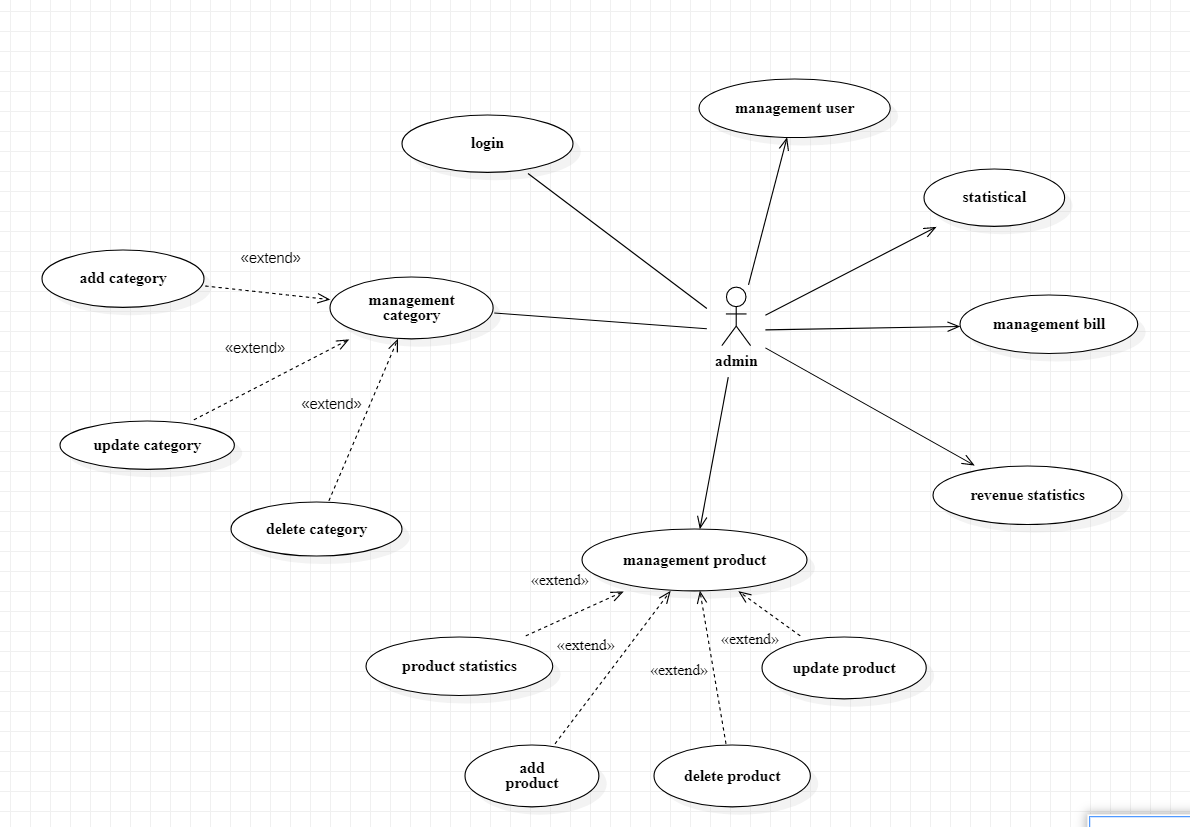 management user
login
statistical
«extend»
add category
management
category
management bill
«extend»
admin
«extend»
update category
revenue statistics
delete category
management product
«extend»
«extend»
«extend»
product statistics
«extend»
update product
add
product
delete product